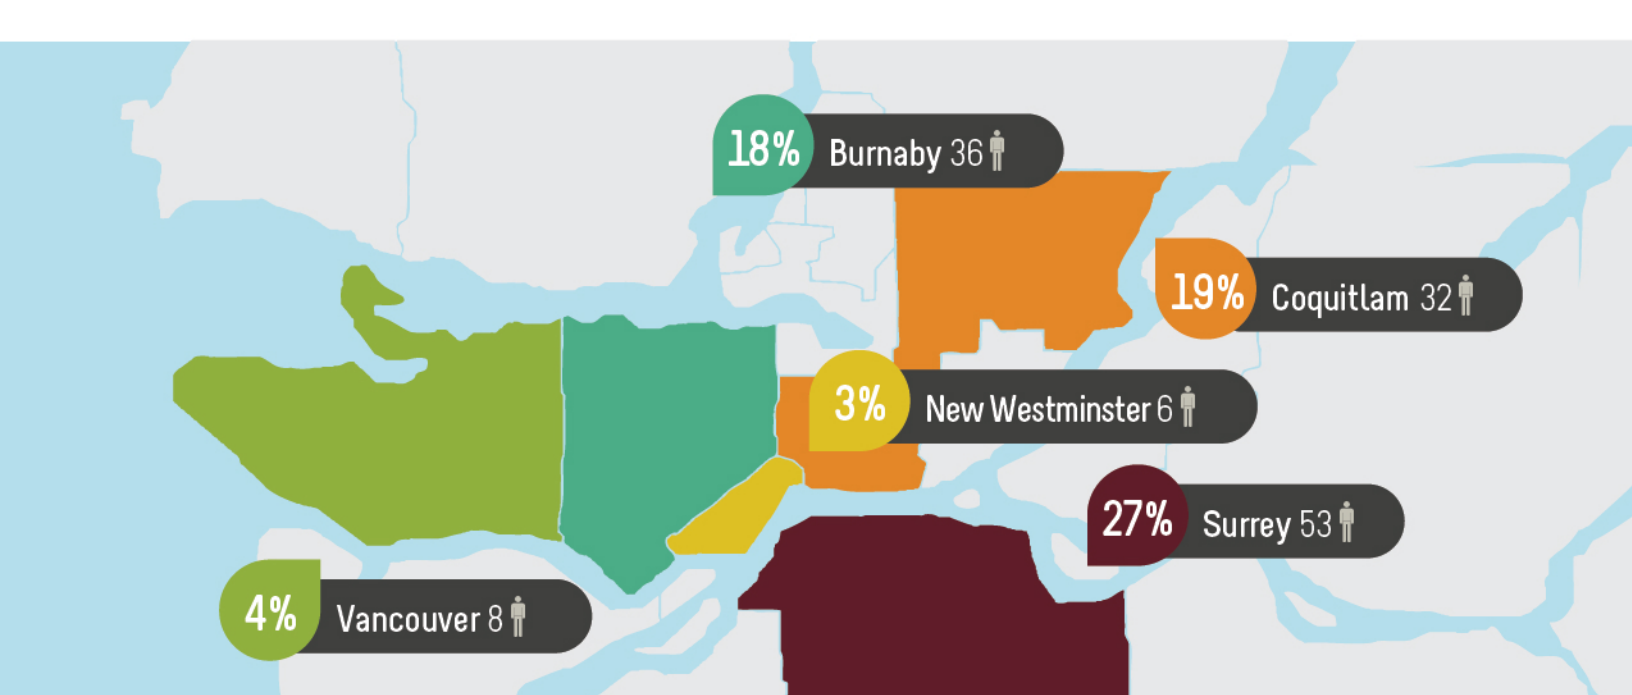 18% Burnaby 36
19% Coquitlam 32
3% New Westminster 6
27% Surrey 53
4% Vancouver 8